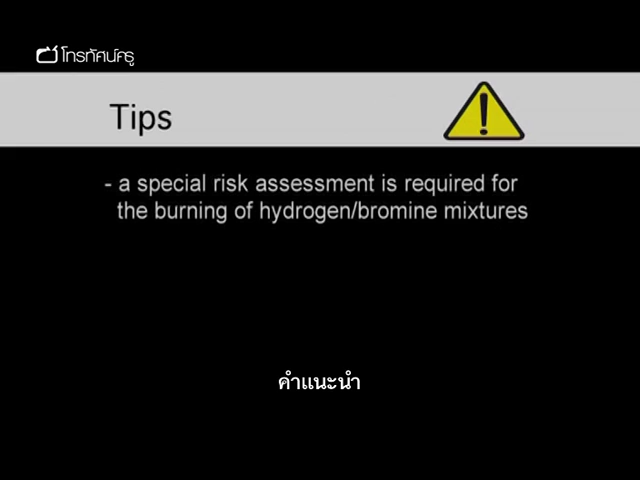 โทรทัศน์ครู
Tips
- a special risk assessment is required for
the burning of hydrogen/bromine mixtures
คำแนะนำ